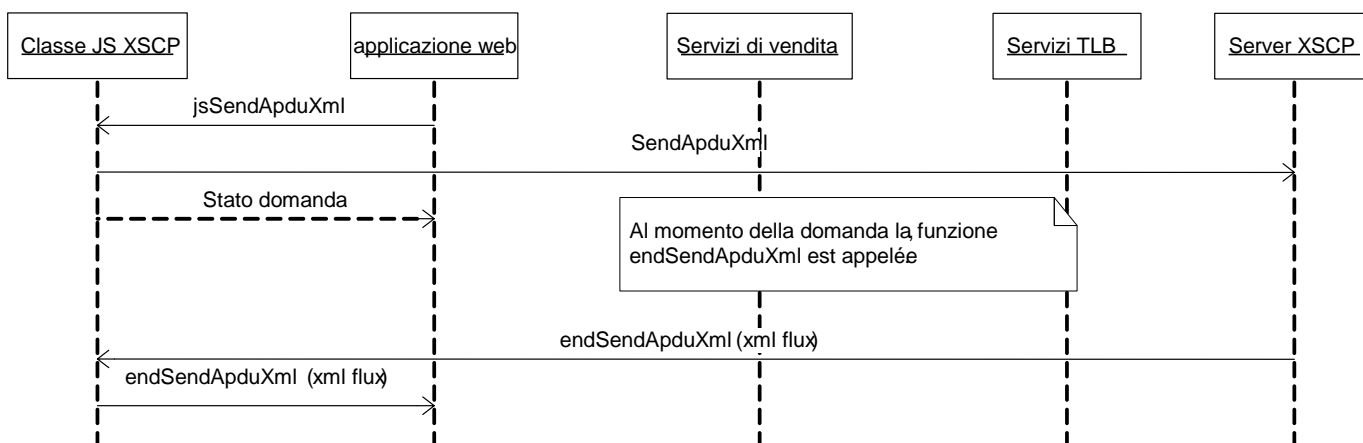 Classe JS XSCP
applicazione web
Servizi di vendita
Servizi TLB
Server XSCP
jsSendApduXml
SendApduXml
Stato domanda
Al momento della domanda la, funzione
endSendApduXml est appelée
endSendApduXml (xml flux)
endSendApduXml (xml flux)